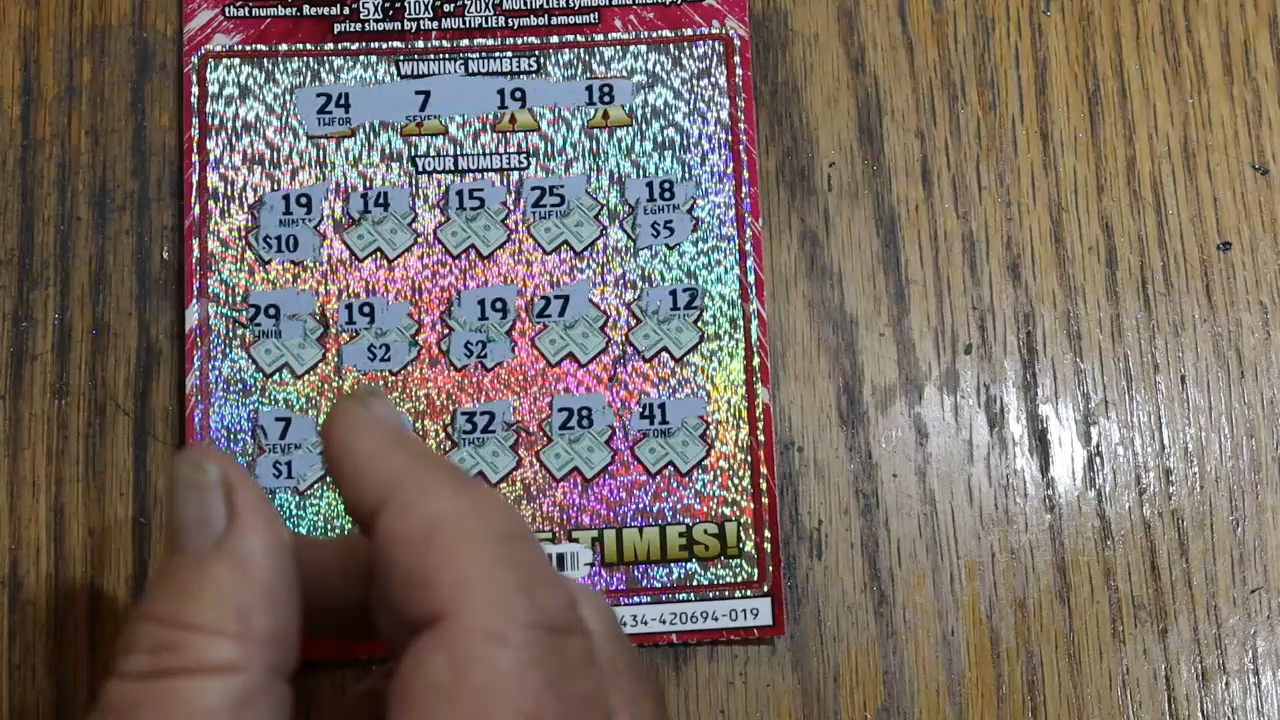 that number. Reveal a "5X", "10X" or "20X" MULTIPLIER symbol and multiply
prize shown by the MULTIPLIER symbol amount!
WINNING NUMBERS
24 7 19 18
TWFOR SEVEN
YOUR NUMBERS
19 14 15 25 18
EGHTN
$10 $5
29 19 19 27 12
$2 $2
7 32 28 41
SEVEN
$1
TIMES!
434-420694-019